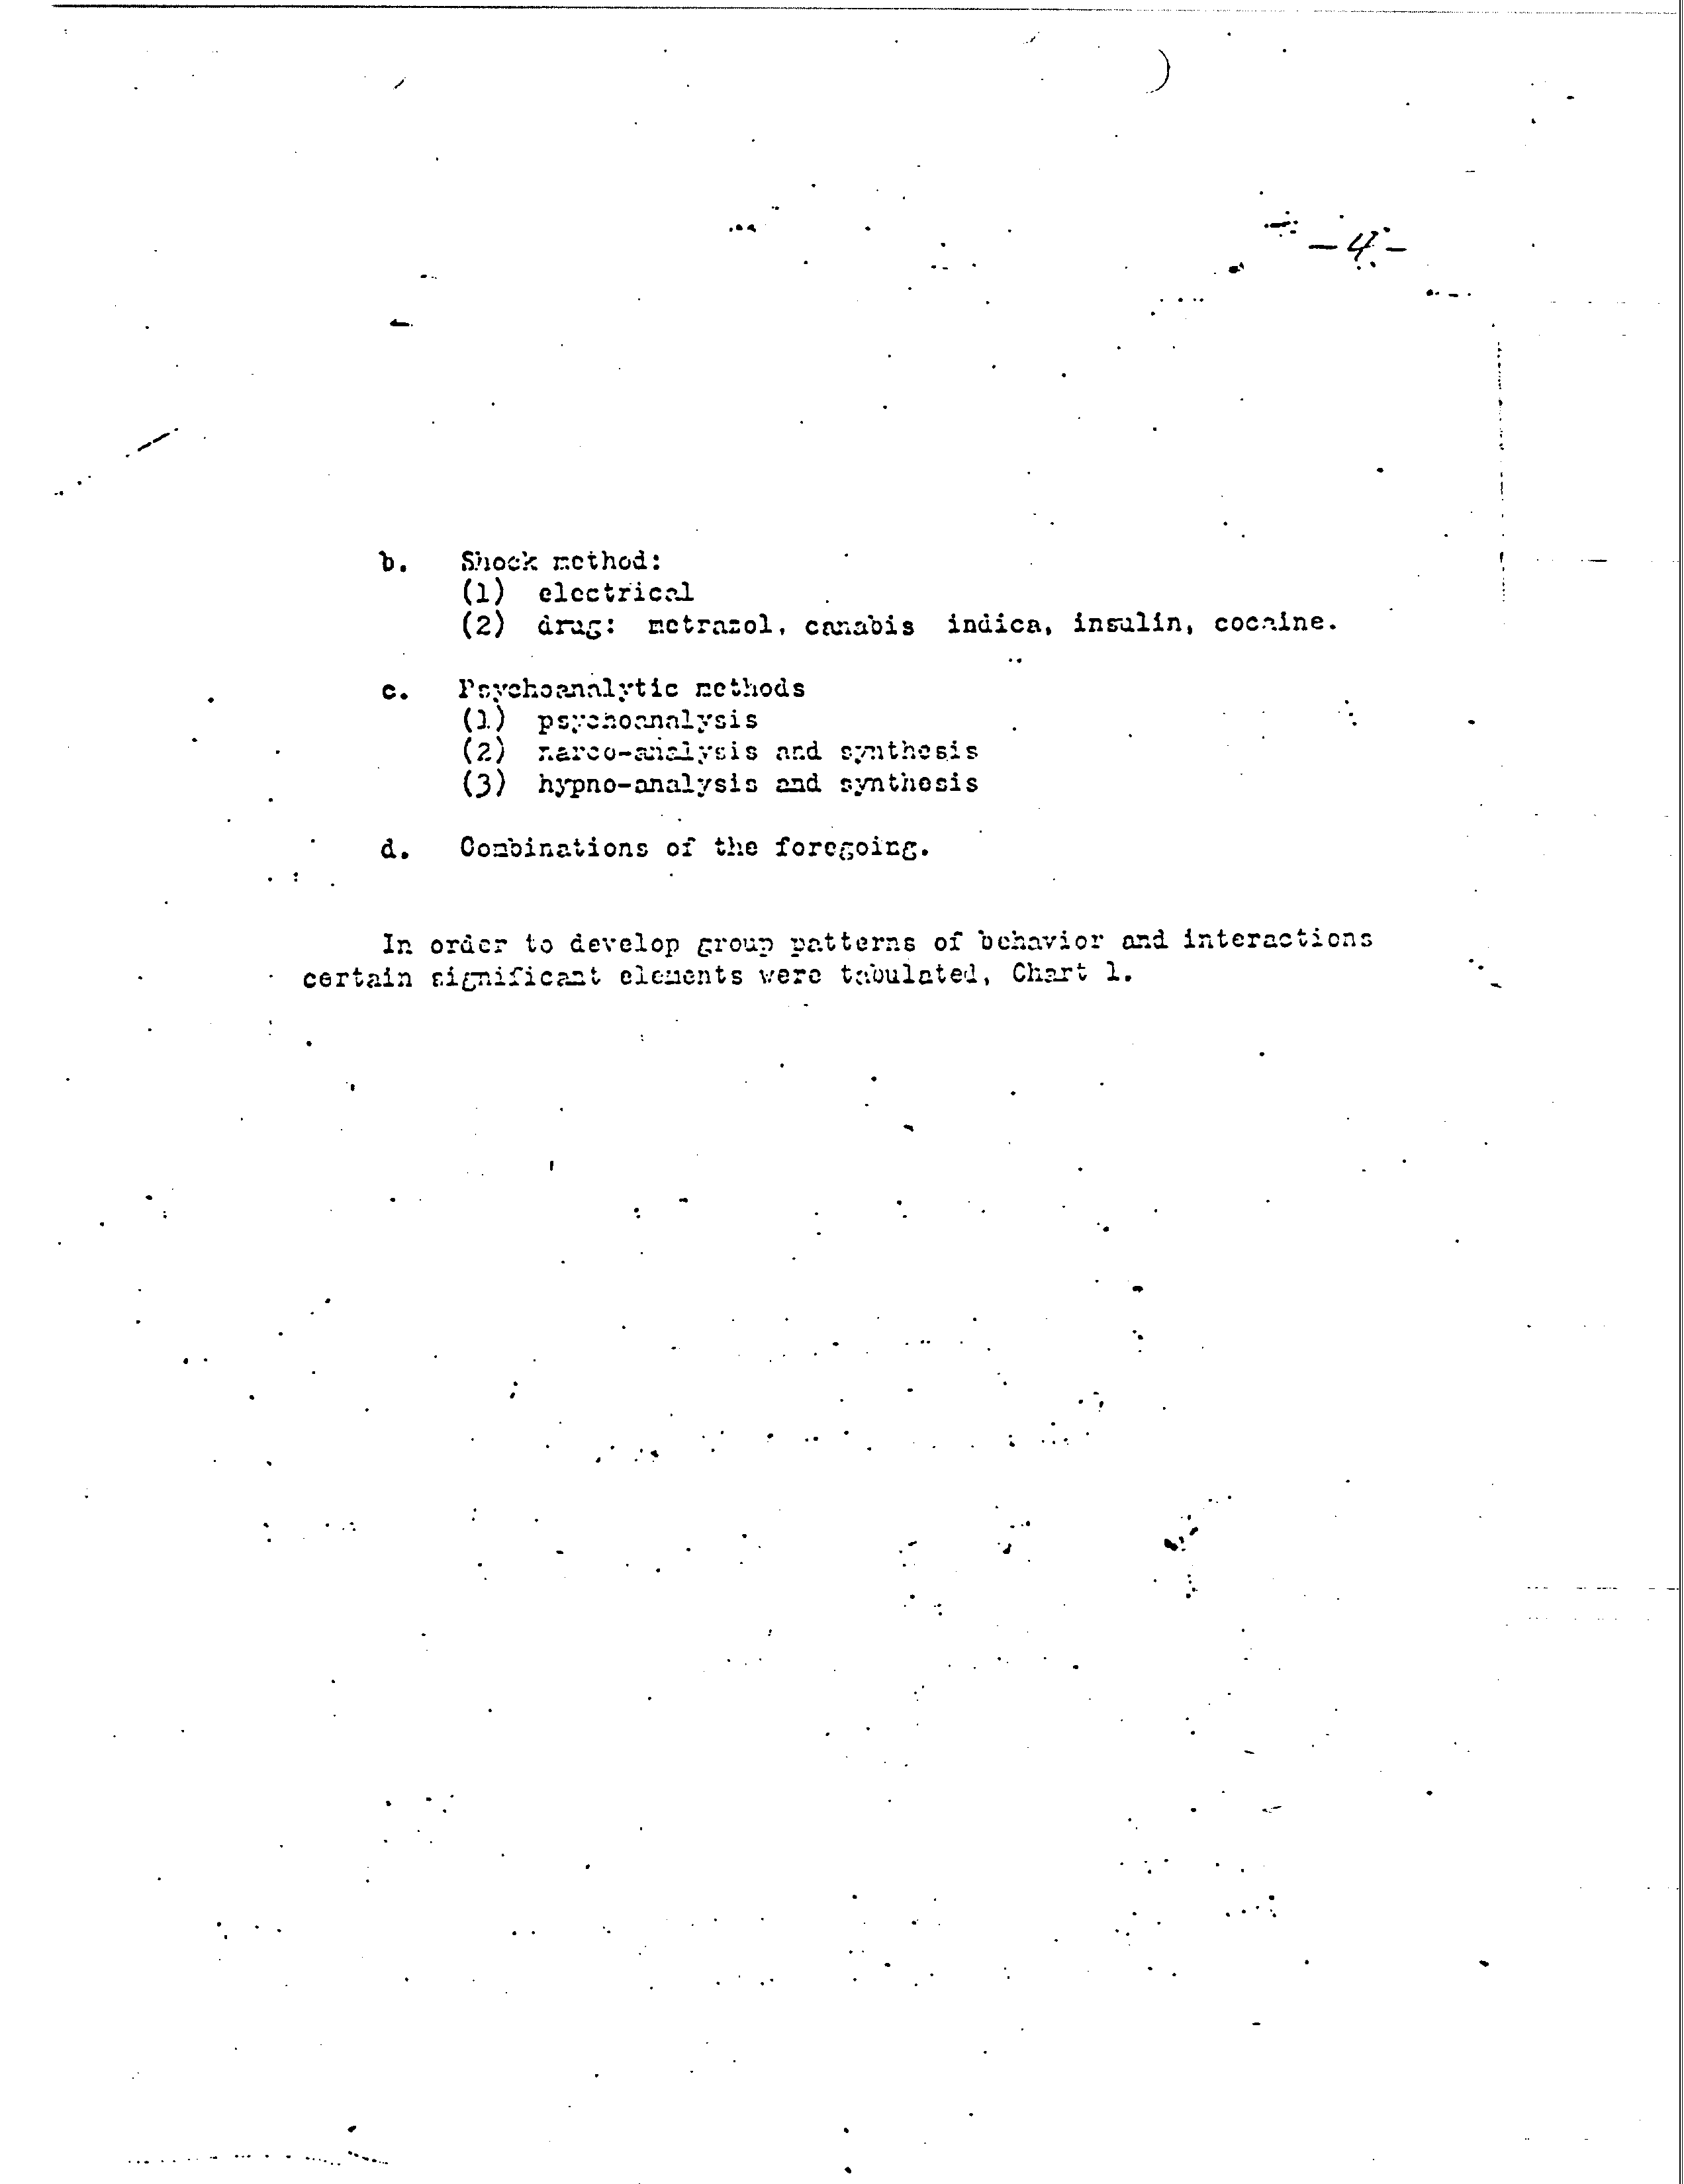 -4-
b. Shock method:
(1) electrical
(2) drug: metrazol, canabis indica, insulin, cocaine.
c. Psychoanalytic methods
(1) psychoanalysis
(2) narco-analysis and synthesis
(3) hypno-analysis and synthesis
d. Combinations of the foregoing.
In order to develop group patterns of behavior and interactions
certain significant elements were tabulated, Chart 1.